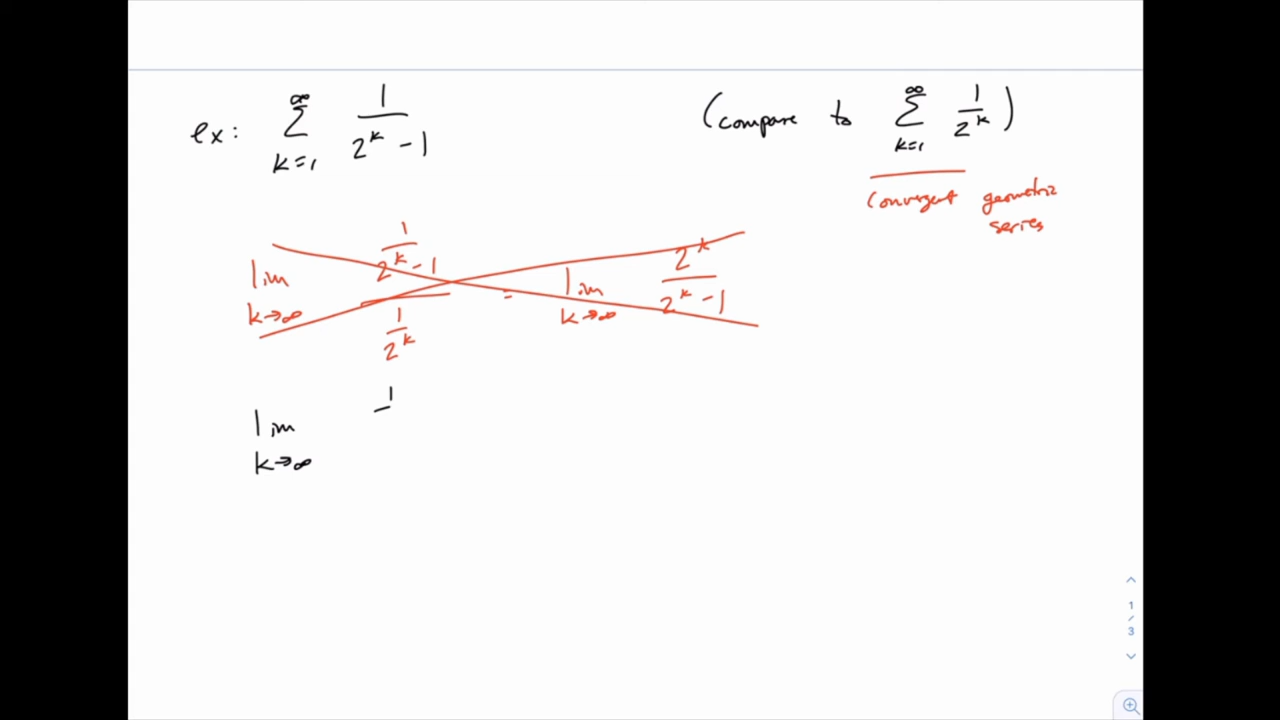 ex: ∑_{k=1}^{∞} 1/(2^k - 1) (compare to ∑_{k=1}^{∞} 1/2^k)
Convergent geometric
series
lim_{k→∞} (1/(2^k - 1))/(1/2^k) = lim_{k→∞} 2^k/(2^k - 1)
lim_{k→∞} 1
1
/
3